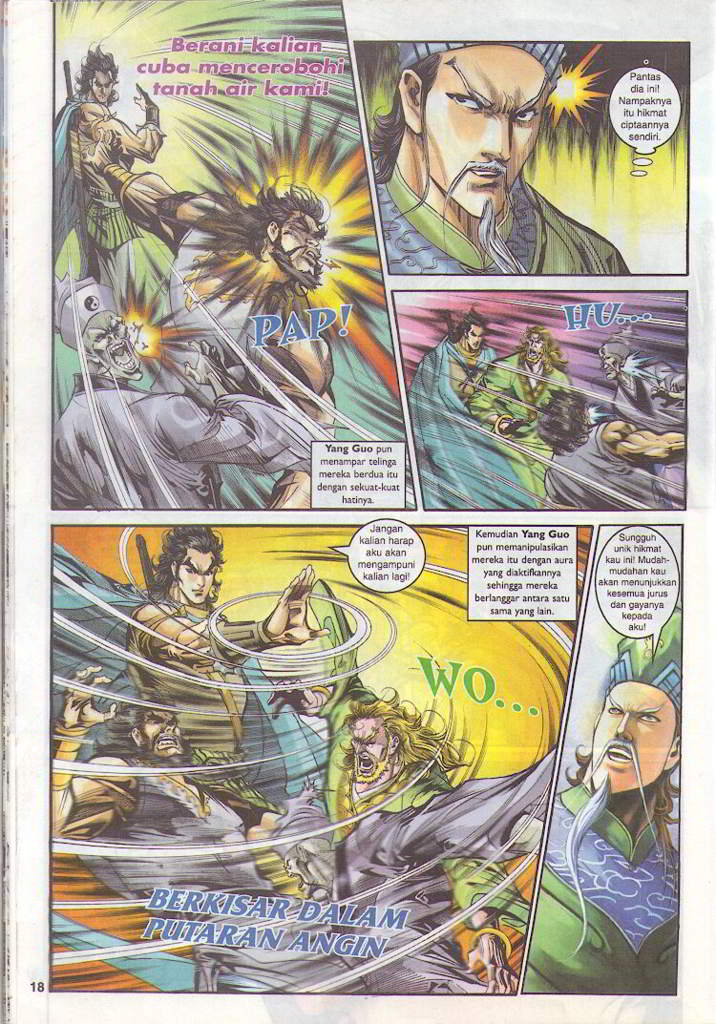 Berani kalian
cuba mencerobohi
tanah air kami!
PAP!
Yang Guo pun
menampar telinga
mereka berdua itu
dengan sekuat-kuat
hatinya.
Pantas
dia ini!
Nampaknya
itu hikmat
ciptaannya
sendiri.
HU....
Jangan
kalian harap
aku akan
mengampuni
kalian lagi!
Kemudian Yang Guo
pun memanipulasikan
mereka itu dengan aura
yang diaktifkannya
sehingga mereka
berlanggar antara satu
sama yang lain.
WO...
BERKISAR DALAM
PUTARAN ANGIN
Sungguh
unik hikmat
kau ini! Mudah-
mudahan kau
akan menunjukkan
kesemua jurus
dan gayanya
kepada
aku!
18